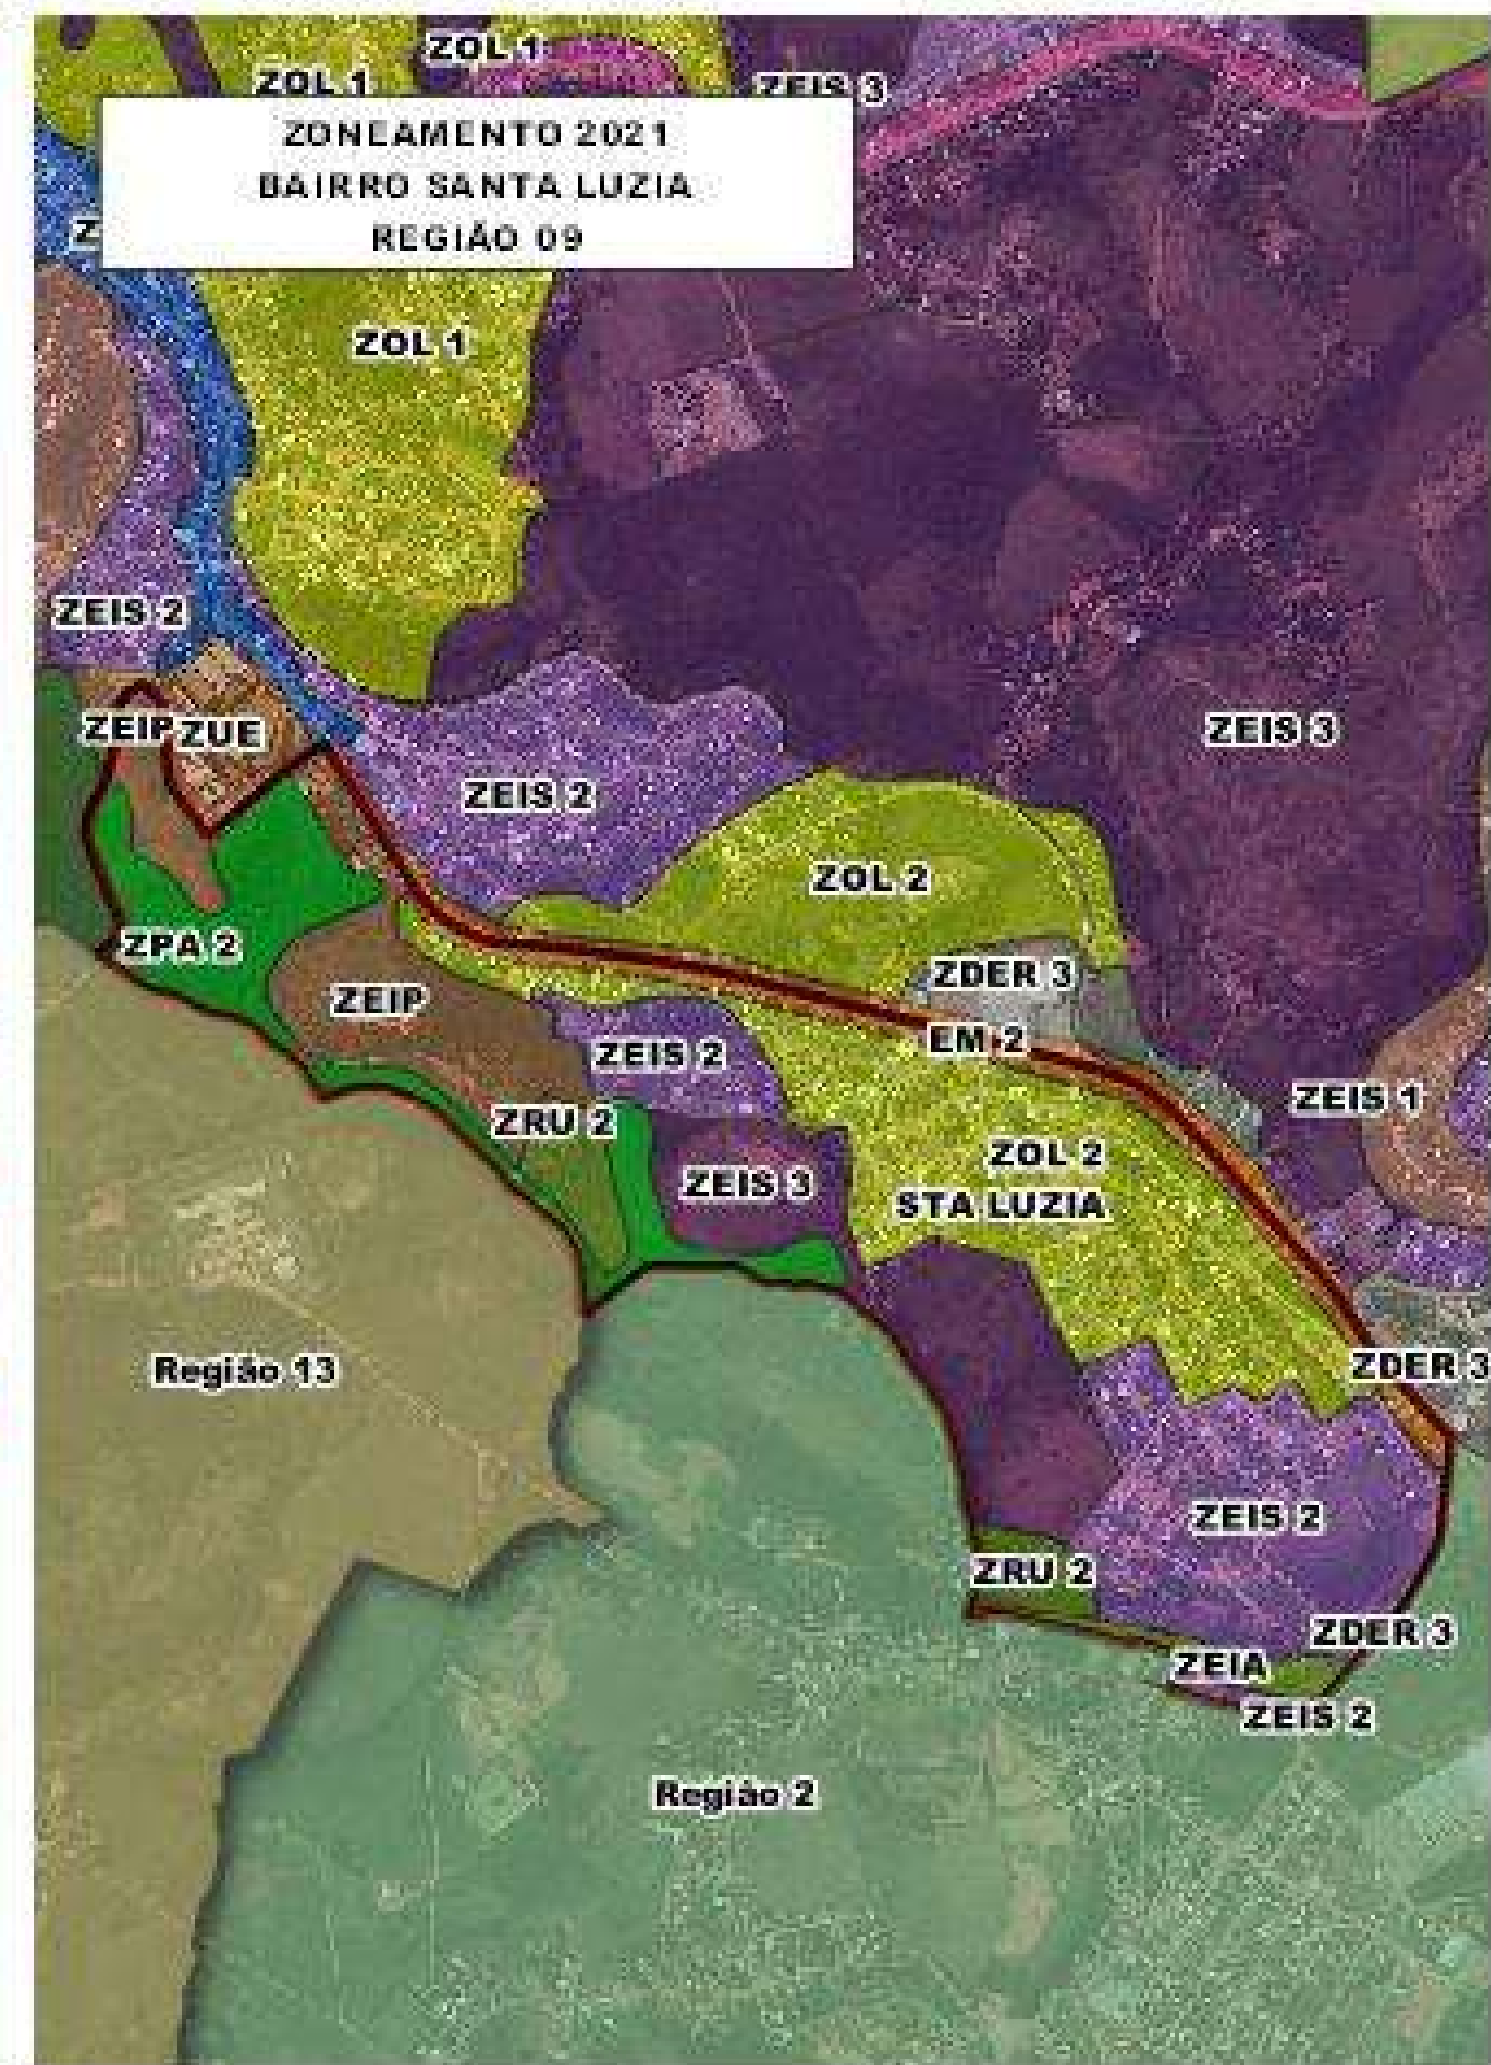 ZOL 1
ZOL 1
ZEIS 3
ZONEAMENTO 2021
BAIRRO SANTA LUZIA
REGIÃO 09
Z
ZOL 1
ZEIS 2
ZEIP
ZUE
ZEIS 3
ZEIS 2
ZOL 2
ZPA 2
ZDER 3
ZEIP
EM 2
ZEIS 2
ZEIS 1
ZRU 2
ZOL 2
STA LUZIA
ZEIS 3
Região 13
ZDER 3
ZEIS 2
ZRU 2
ZDER 3
ZEIA
ZEIS 2
Região 2